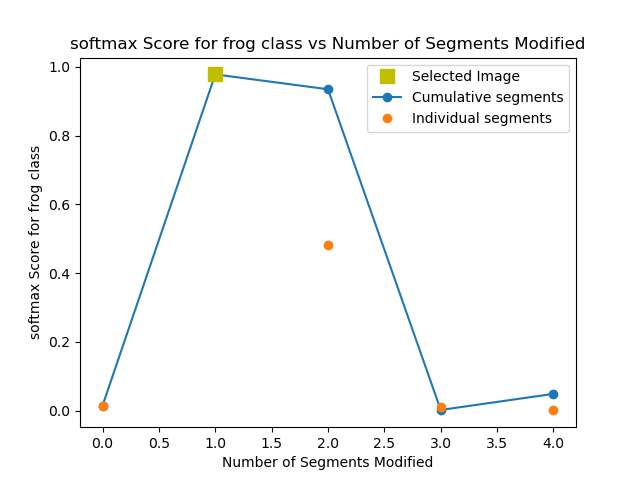 softmax Score for frog class vs Number of Segments Modified
Selected Image
Cumulative segments
Individual segments
softmax Score for frog class
1.0
0.8
0.6
0.4
0.2
0.0
0.0 0.5 1.0 1.5 2.0 2.5 3.0 3.5 4.0
Number of Segments Modified